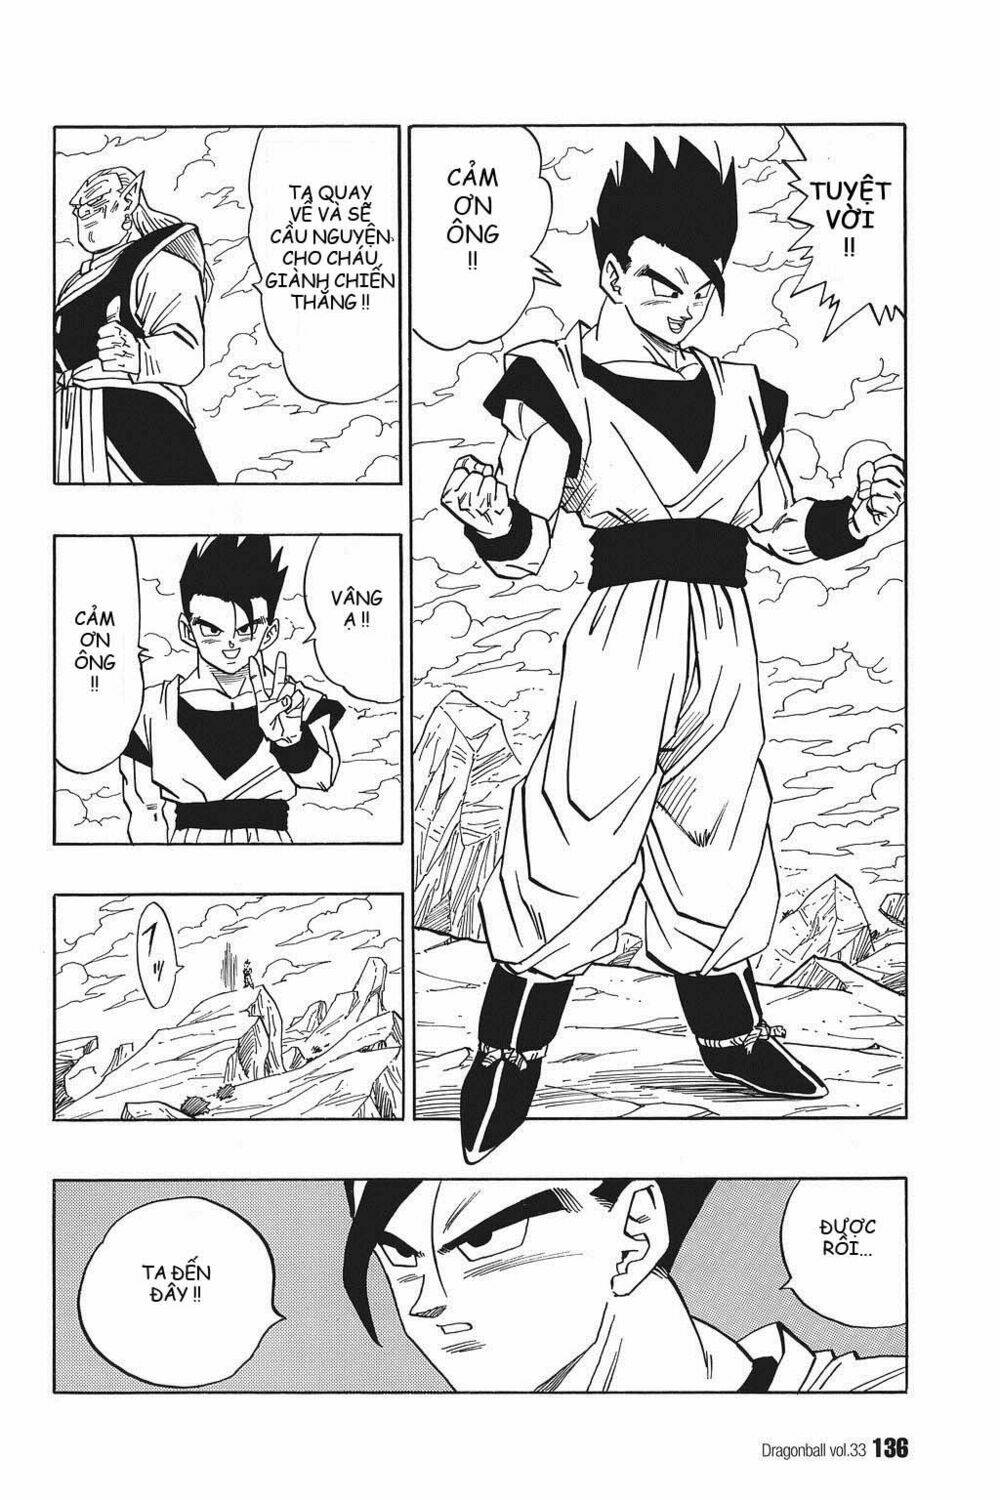 TUYỆT
VỜI
!!
CẢM
ƠN
ÔNG
!!
TA QUAY
VỀ VÀ SẼ
CẦU NGUYỆN
CHO CHÁU
GIÀNH CHIẾN
THẮNG !!
VÂNG
Ạ !!
CẢM
ƠN
ÔNG
!!
ĐƯỢC
RỒI...
TA ĐẾN
ĐÂY !!
Dragonball vol.33 136